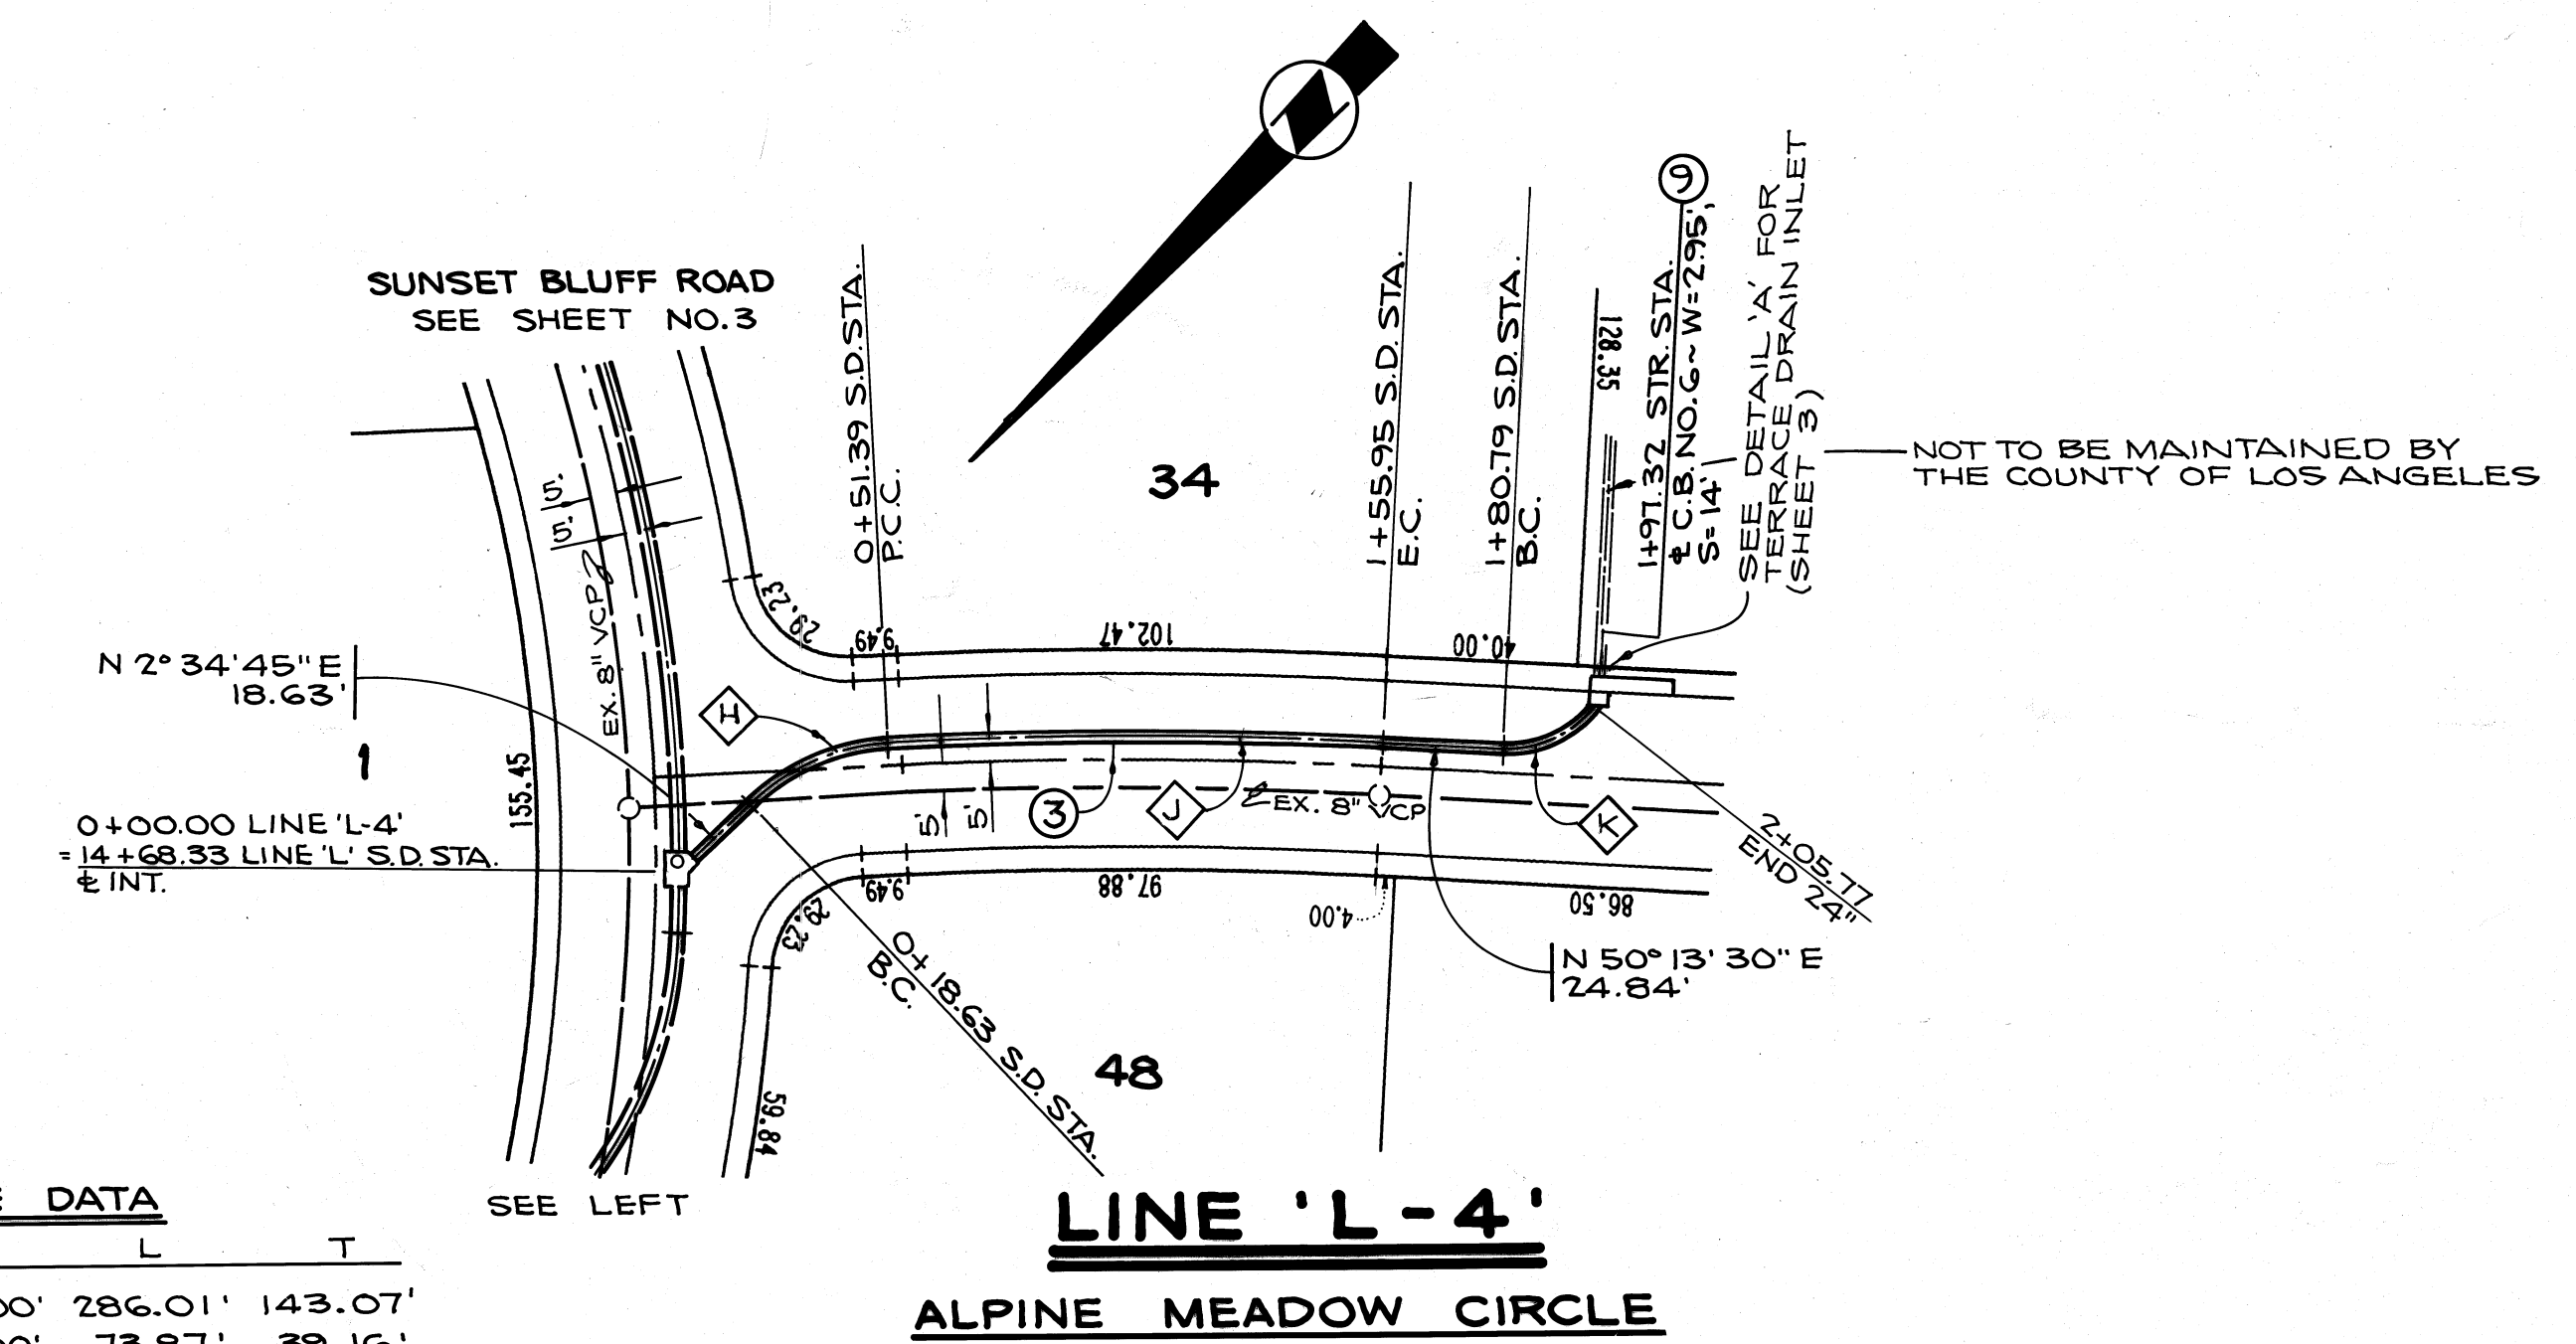 SUNSET BLUFF ROAD
SEE SHEET NO.3
0+51.39 S.D. STA.
P.C.C.
34
1+55.95 S.D. STA.
E.C.
1+80.79 S.D. STA.
B.C.
128.35
9
1+97.32 STR. STA.
℄ C.B. NO.6~W=2.95',
S=14'
SEE DETAIL 'A' FOR
TERRACE DRAIN INLET
(SHEET 3)
NOT TO BE MAINTAINED BY
THE COUNTY OF LOS ANGELES
5'
5'
EX. 8" VCP
29.23
9.49
102.47
40.00
N 2° 34' 45" E
18.63'
1
155.45
H
0+00.00 LINE 'L-4'
= 14+68.33 LINE 'L' S.D. STA.
℄ INT.
5'
5'
3
J
EX. 8" VCP
K
2+05.77
END 24"
9.49
97.88
29.23
4.00
86.50
N 50° 13' 30" E
24.84'
0+18.63 S.D. STA.
B.C.
48
59.84
SEE LEFT
DATA
L T
00' 286.01' 143.07'
73.87' 39.16'
LINE 'L-4'
ALPINE MEADOW CIRCLE